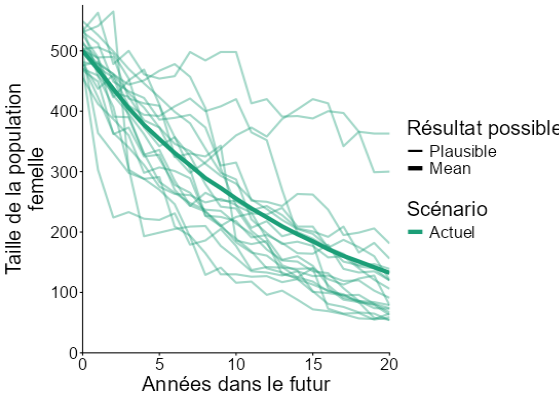 Taille de la population
femelle
500
400
300
200
100
0
0 5 10 15 20
Années dans le futur
Résultat possible
Plausible
Mean
Scénario
Actuel